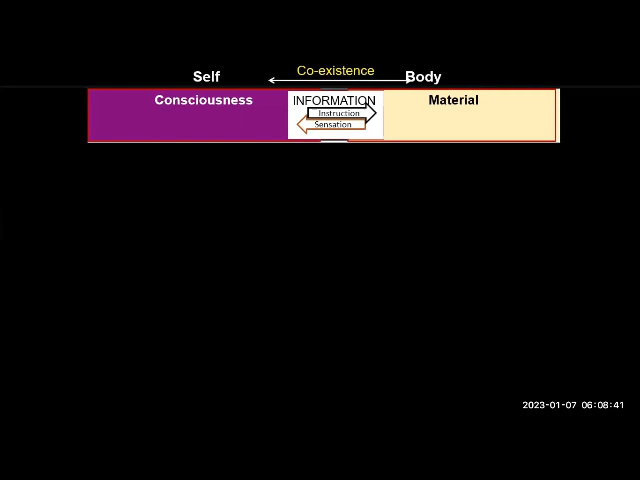 Co-existence
Self Body
Consciousness INFORMATION Material
Instruction
Sensation
2023-01-07 06:08:41